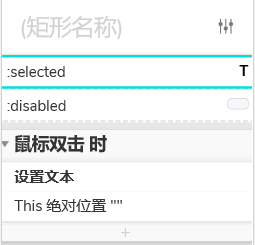 (矩形名称)
:selected T
:disabled
鼠标双击 时
设置文本
This 绝对位置 ""
+